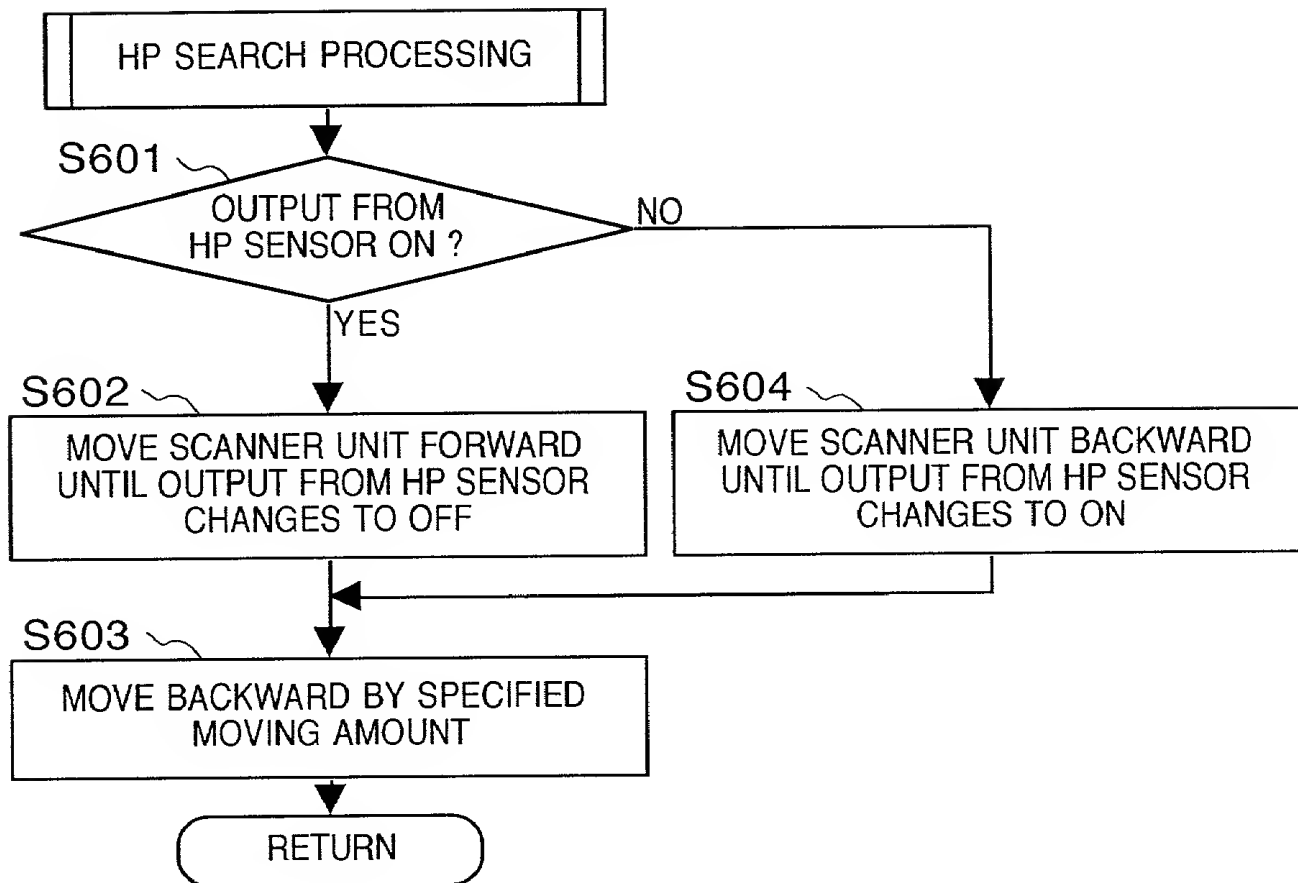 HP SEARCH PROCESSING
S601
OUTPUT FROM
HP SENSOR ON ?
NO
YES
S602
MOVE SCANNER UNIT FORWARD
UNTIL OUTPUT FROM HP SENSOR
CHANGES TO OFF
S604
MOVE SCANNER UNIT BACKWARD
UNTIL OUTPUT FROM HP SENSOR
CHANGES TO ON
S603
MOVE BACKWARD BY SPECIFIED
MOVING AMOUNT
RETURN